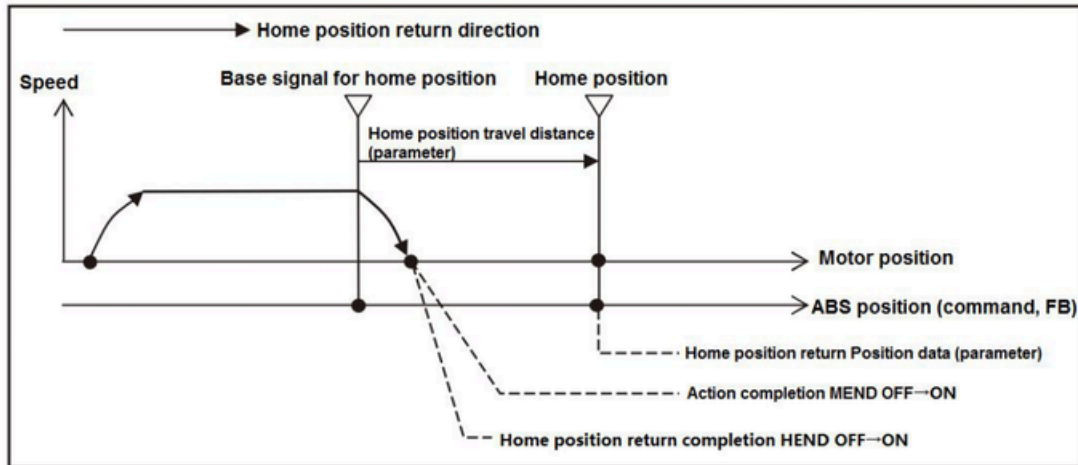 Home position return direction
Speed
Base signal for home position
Home position
Home position travel distance
(parameter)
Motor position
ABS position (command, FB)
Home position return Position data (parameter)
Action completion MEND OFF→ON
Home position return completion HEND OFF→ON